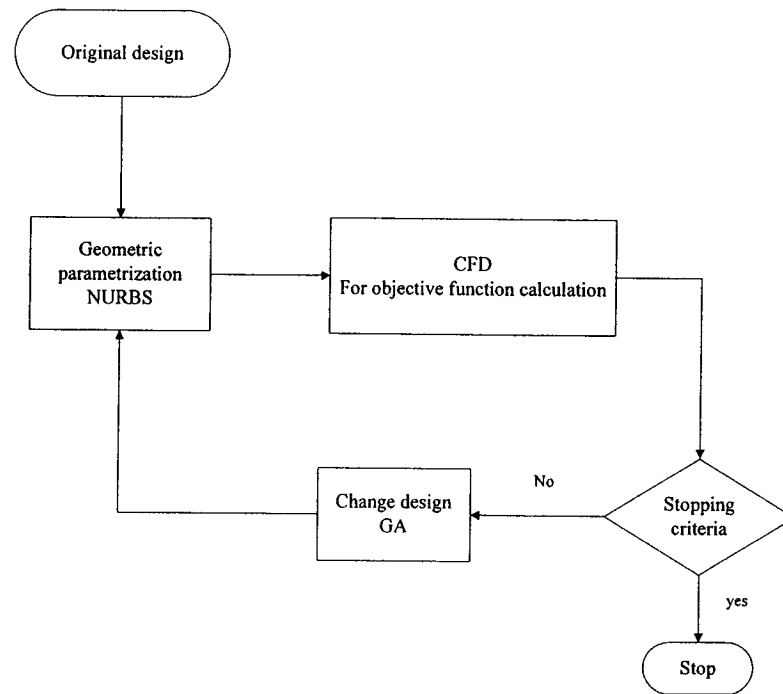 Original design
Geometric
parametrization
NURBS
CFD
For objective function calculation
Stopping
criteria
No
Change design
GA
yes
Stop